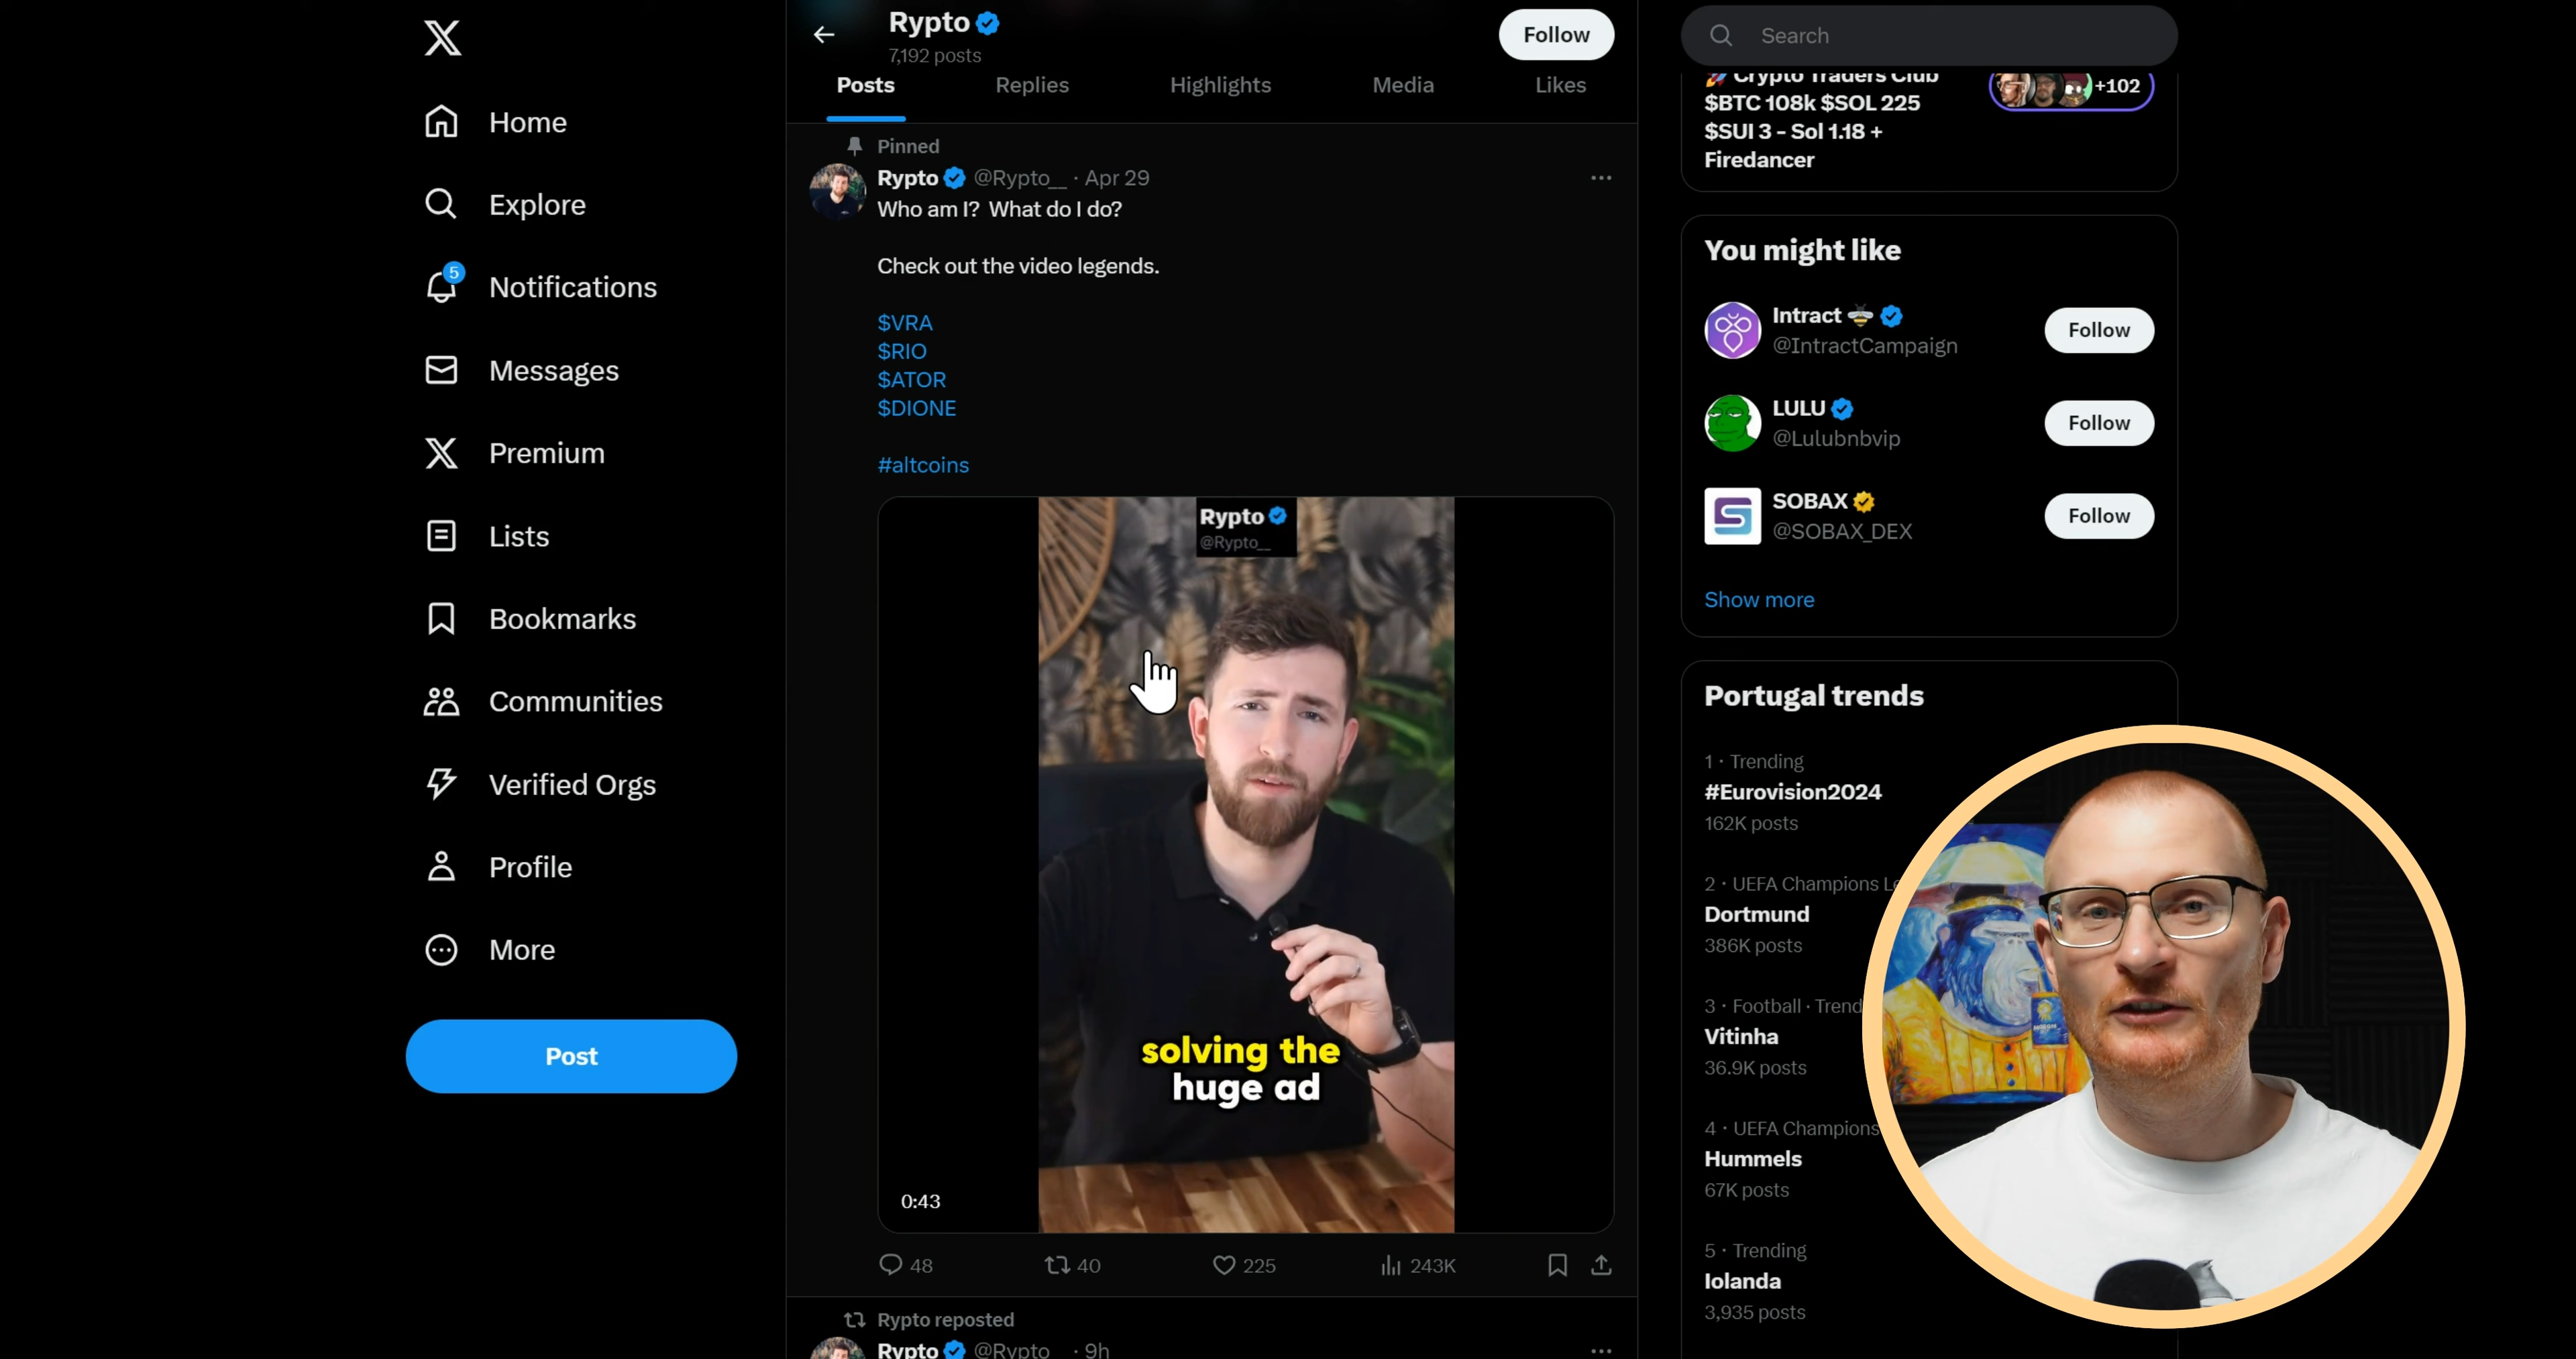 Home
Explore
5
Notifications
Messages
Premium
Lists
Bookmarks
Communities
Verified Orgs
Profile
More
Post
Rypto
7,192 posts
Follow
Posts
Replies
Highlights
Media
Likes
Pinned
Rypto @Rypto__ · Apr 29
Who am I? What do I do?
Check out the video legends.
$VRA
$RIO
$ATOR
$DIONE
#altcoins
Rypto
@Rypto__
solving the
huge ad
0:43
48
40
225
243K
Rypto reposted
Rypto @Rypto__ · 9h
Search
🚀 Crypto Traders Club
$BTC 108k $SOL 225
$SUI 3 - Sol 1.18 +
Firedancer
+102
You might like
Intract 🐝
@IntractCampaign
Follow
LULU
@Lulubnbvip
Follow
SOBAX
@SOBAX_DEX
Follow
Show more
Portugal trends
1 · Trending
#Eurovision2024
162K posts
2 · UEFA Champions
Dortmund
386K posts
3 · Football · Trend
Vitinha
36.9K posts
4 · UEFA Champions
Hummels
67K posts
5 · Trending
Iolanda
3,935 posts